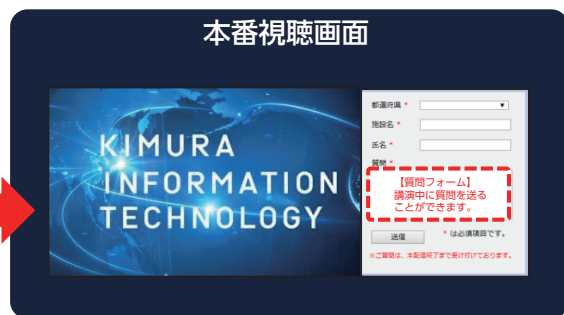 本番視聴画面
KIMURA
INFORMATION
TECHNOLOGY
都道府県 *
施設名 *
氏名 *
質問 *
【質問フォーム】
講演中に質問を送る
ことができます。
送信
* は必須項目です。
※ご質問は、本配信終了まで受け付けております。